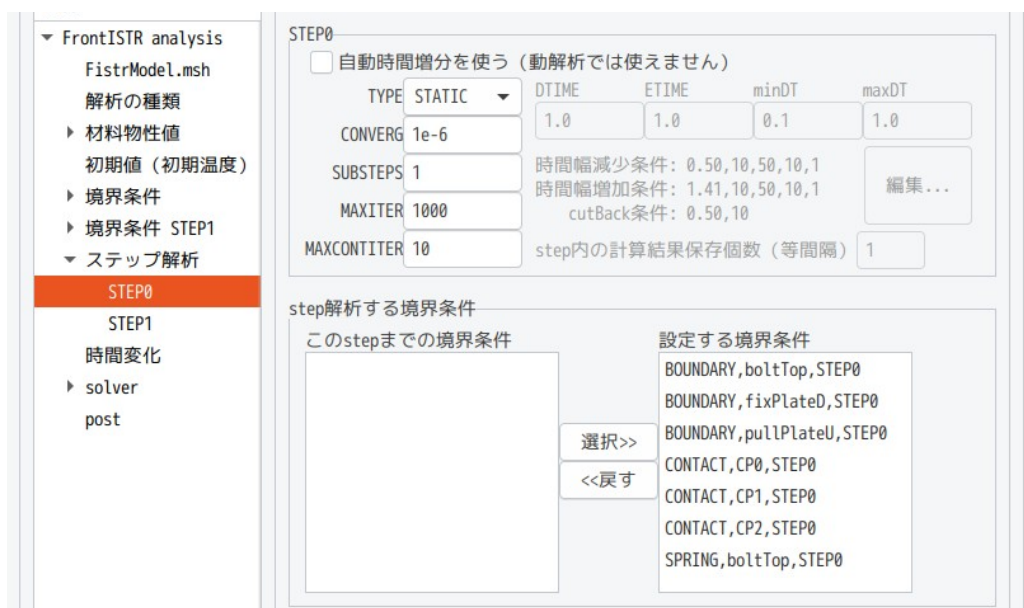 FrontISTR analysis
FistrModel.msh
解析の種類
材料物性値
初期値（初期温度）
境界条件
境界条件 STEP1
ステップ解析
STEP0
STEP1
時間変化
solver
post
STEP0
自動時間増分を使う（動解析では使えません）
TYPE STATIC
CONVERG 1e-6
SUBSTEPS 1
MAXITER 1000
MAXCONTITER 10
DTIME ETIME minDT maxDT
1.0 1.0 0.1 1.0
時間幅減少条件: 0.50,10,50,10,1
時間幅増加条件: 1.41,10,50,10,1
cutBack条件: 0.50,10
編集...
step内の計算結果保存個数（等間隔） 1
step解析する境界条件
このstepまでの境界条件
選択>>
<<戻す
設定する境界条件
BOUNDARY,boltTop,STEP0
BOUNDARY,fixPlateD,STEP0
BOUNDARY,pullPlateU,STEP0
CONTACT,CP0,STEP0
CONTACT,CP1,STEP0
CONTACT,CP2,STEP0
SPRING,boltTop,STEP0